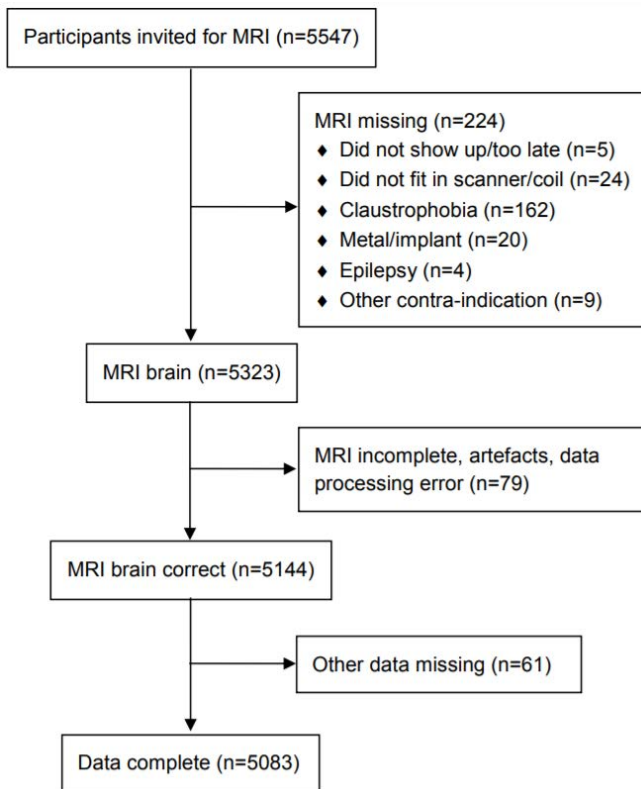 Participants invited for MRI (n=5547)
MRI missing (n=224)
♦ Did not show up/too late (n=5)
♦ Did not fit in scanner/coil (n=24)
♦ Claustrophobia (n=162)
♦ Metal/implant (n=20)
♦ Epilepsy (n=4)
♦ Other contra-indication (n=9)
MRI brain (n=5323)
MRI incomplete, artefacts, data
processing error (n=79)
MRI brain correct (n=5144)
Other data missing (n=61)
Data complete (n=5083)